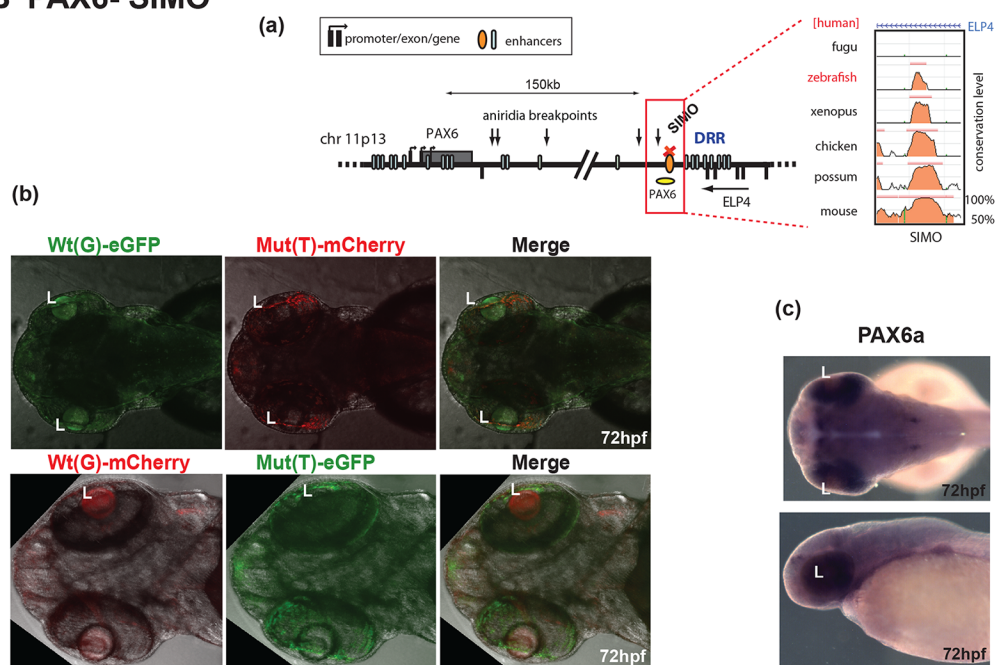 PAX6- SIMO
(a)
promoter/exon/gene
enhancers
150kb
aniridia breakpoints
chr 11p13
PAX6
SIMO
DRR
PAX6
ELP4
[human]
ELP4
fugu
zebrafish
xenopus
chicken
possum
mouse
conservation level
100%
50%
SIMO
(b)
Wt(G)-eGFP
Mut(T)-mCherry
Merge
L
L
L
L
L
L
72hpf
Wt(G)-mCherry
Mut(T)-eGFP
Merge
L
L
L
72hpf
(c)
PAX6a
L
L
72hpf
L
72hpf